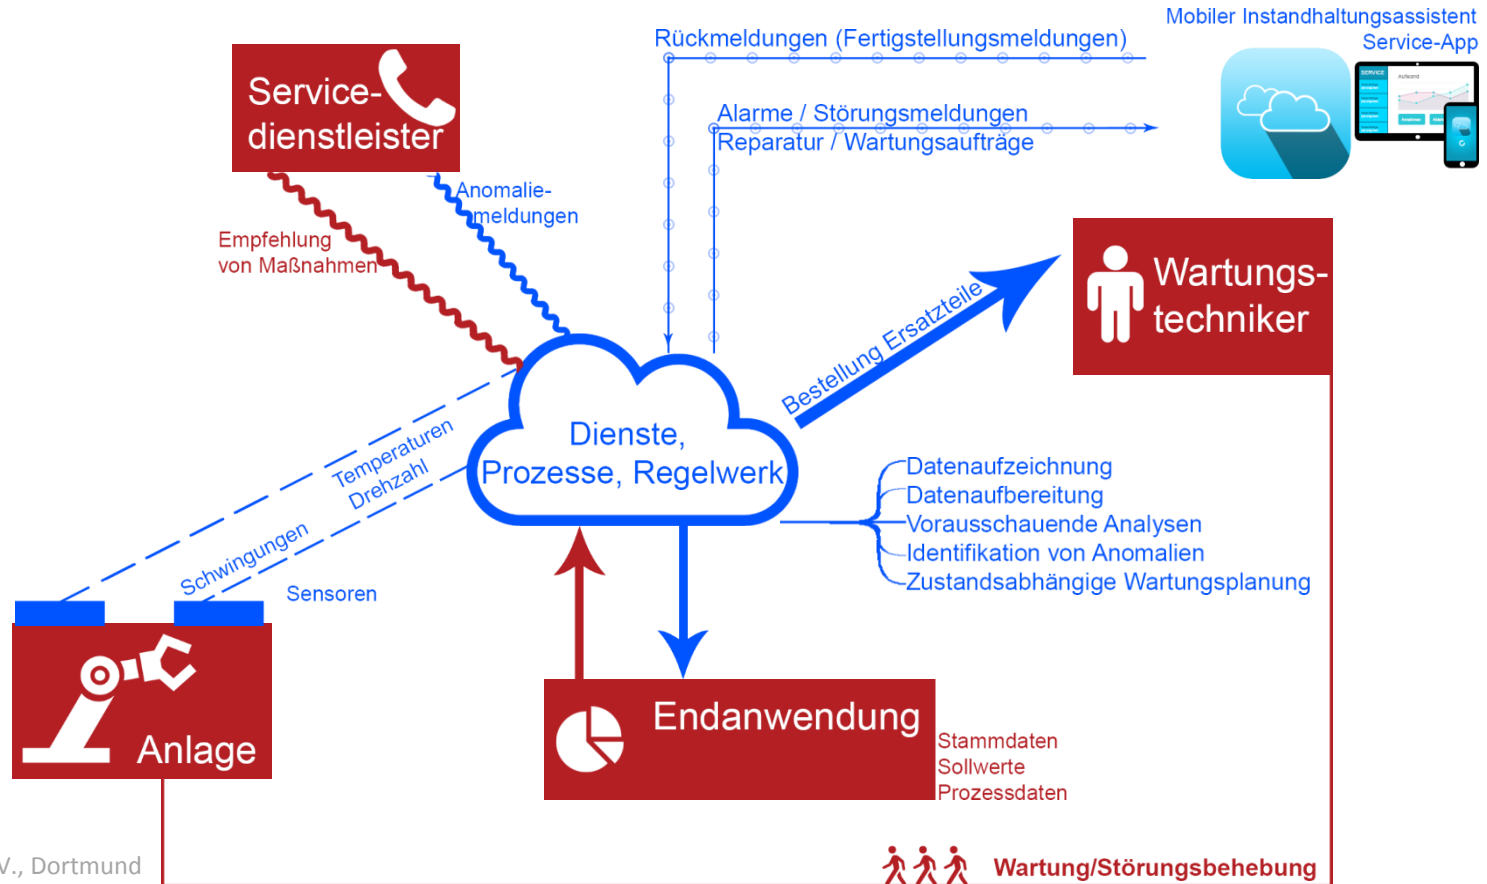 Mobiler Instandhaltungsassistent
Service-App
Rückmeldungen (Fertigstellungsmeldungen)
Service-
dienstleister
Alarme / Störungsmeldungen
Reparatur / Wartungsaufträge
SERVICE
Aufwand
Anomalie-
meldungen
Empfehlung
von Maßnahmen
Wartungs-
techniker
Bestellung Ersatzteile
Dienste,
Prozesse, Regelwerk
Temperaturen
Drehzahl
Schwingungen
Sensoren
Datenaufzeichnung
Datenaufbereitung
Vorausschauende Analysen
Identifikation von Anomalien
Zustandsabhängige Wartungsplanung
Anlage
Endanwendung
Stammdaten
Sollwerte
Prozessdaten
V., Dortmund
Wartung/Störungsbehebung